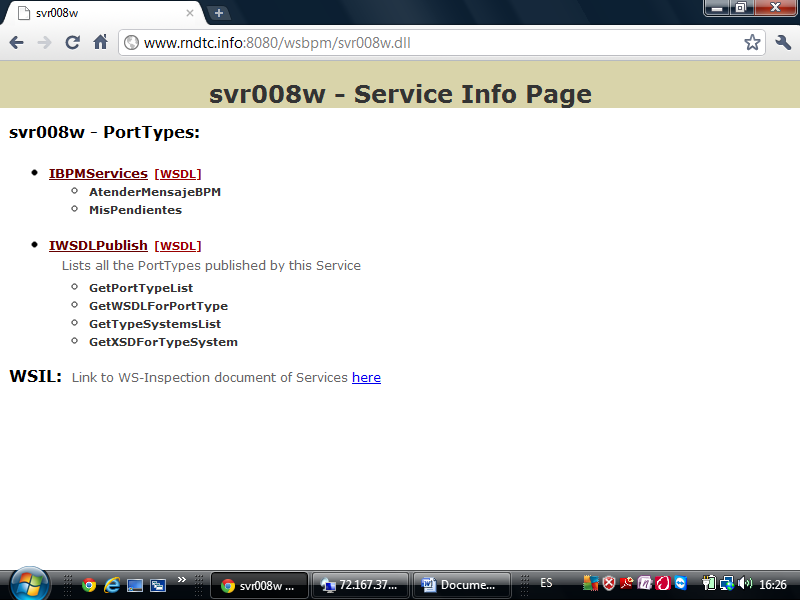 svr008w
www.rndtc.info:8080/wsbpm/svr008w.dll
svr008w - Service Info Page
svr008w - PortTypes:
IBPMServices [WSDL]
AtenderMensajeBPM
MisPendientes
IWSDLPublish [WSDL]
Lists all the PortTypes published by this Service
GetPortTypeList
GetWSDLForPortType
GetTypeSystemsList
GetXSDForTypeSystem
WSIL: Link to WS-Inspection document of Services here
» svr008w ... 72.167.37... Docume... ES 16:26